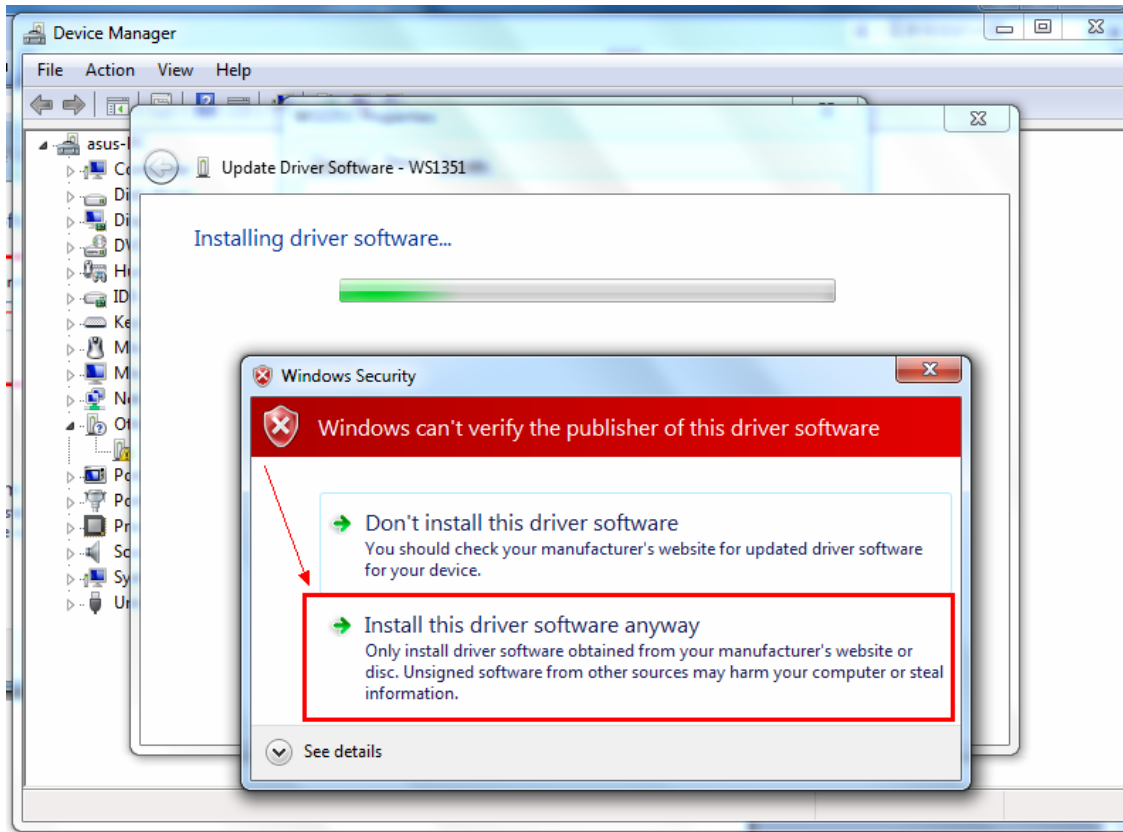 Device Manager
File Action View Help
asus-
Update Driver Software - WS1351
Installing driver software...
Windows Security
Windows can't verify the publisher of this driver software
Don't install this driver software
You should check your manufacturer's website for updated driver software
for your device.
Install this driver software anyway
Only install driver software obtained from your manufacturer's website or
disc. Unsigned software from other sources may harm your computer or steal
information.
See details